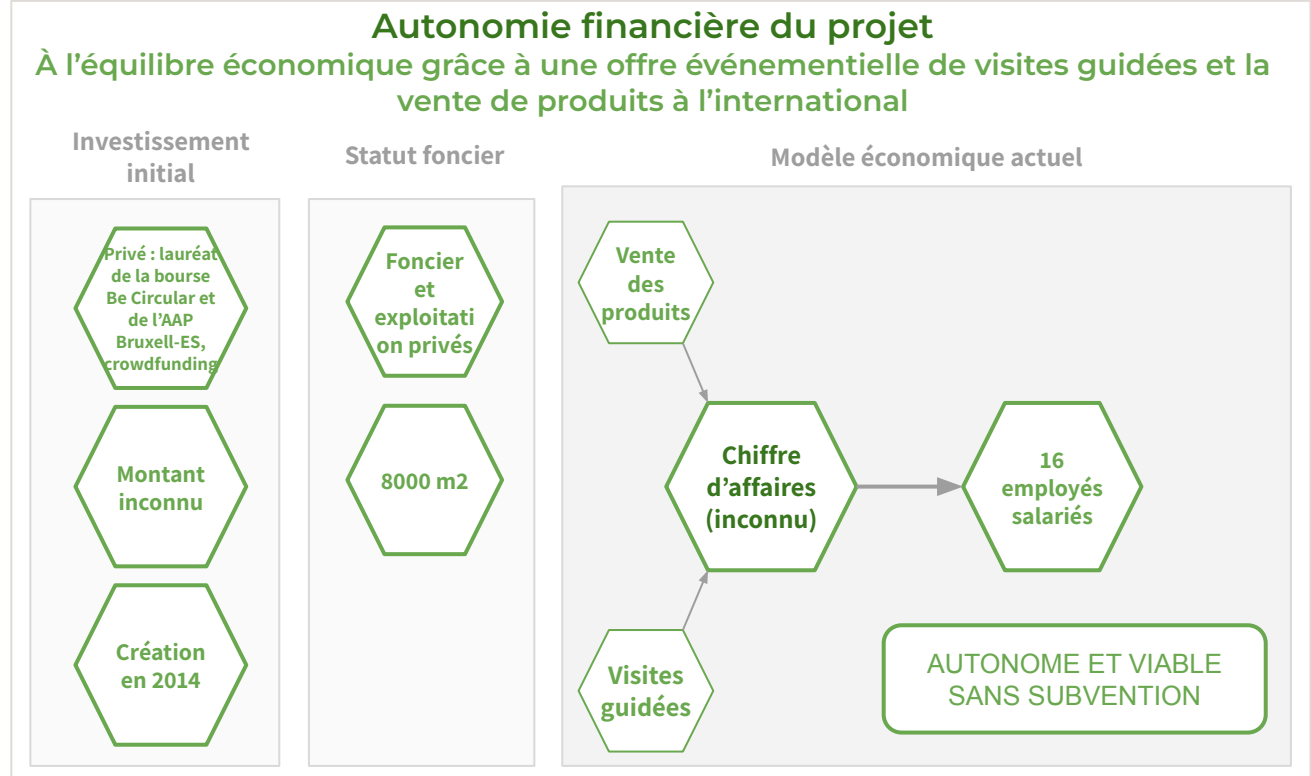 Autonomie financière du projet
À l’équilibre économique grâce à une offre événementielle de visites guidées et la
vente de produits à l’international
Investissement
initial
Privé : lauréat
de la bourse
Be Circular et
de l’AAP
Bruxell-ES,
crowdfunding
Montant
inconnu
Création
en 2014
Statut foncier
Foncier
et
exploitati
on privés
8000 m2
Modèle économique actuel
Vente
des
produits
Chiffre
d’affaires
(inconnu)
16
employés
salariés
Visites
guidées
AUTONOME ET VIABLE
SANS SUBVENTION